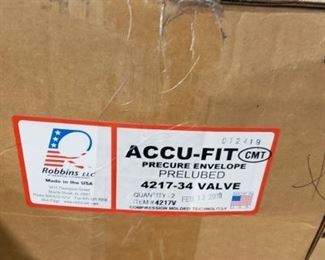 012419
ACCU-FIT CMT
PRECURE ENVELOPE
PRELUBED
4217-34 VALVE
QUANTITY-2
ITEM# 4217V
COMPRESSION MOLDED TECHNOLOGY
R
Robbins LLC
Made in the USA